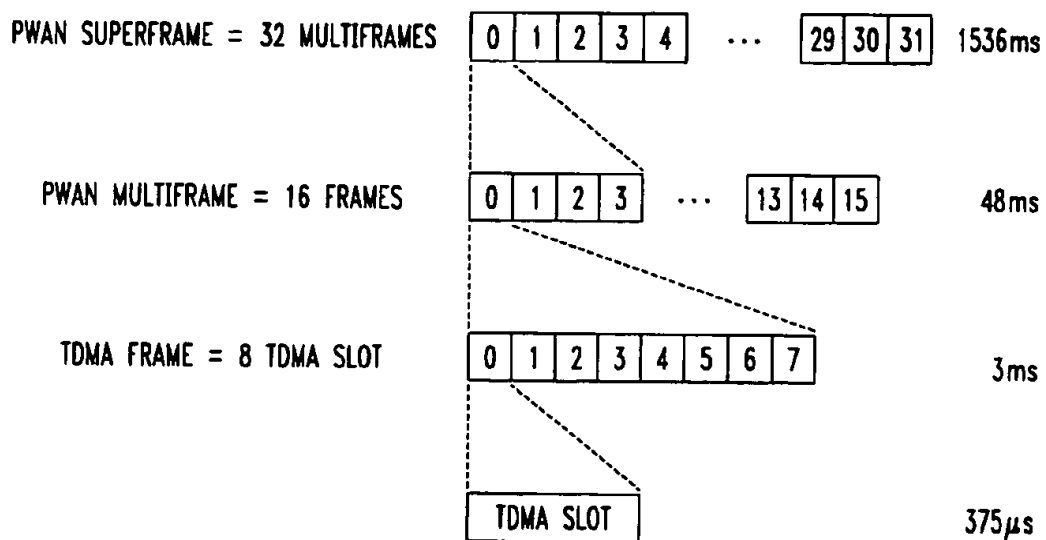 PWAN SUPERFRAME = 32 MULTIFRAMES 0 1 2 3 4 ... 29 30 31 1536ms
PWAN MULTIFRAME = 16 FRAMES 0 1 2 3 ... 13 14 15 48ms
TDMA FRAME = 8 TDMA SLOT 0 1 2 3 4 5 6 7 3ms
TDMA SLOT 375μs